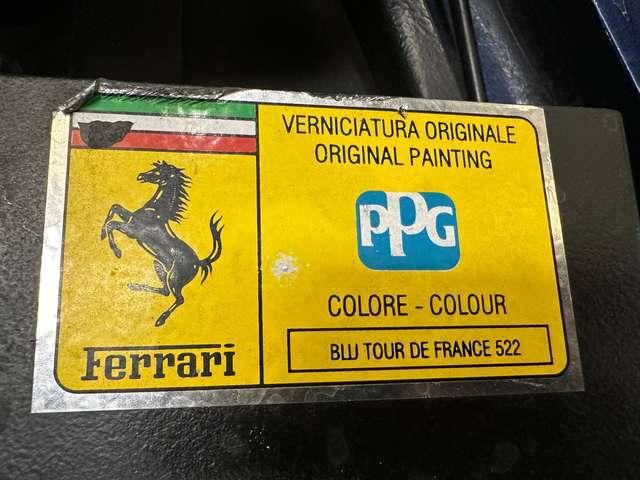 VERNICIATURA ORIGINALE
ORIGINAL PAINTING
PPG
COLORE - COLOUR
BLU TOUR DE FRANCE 522
Ferrari